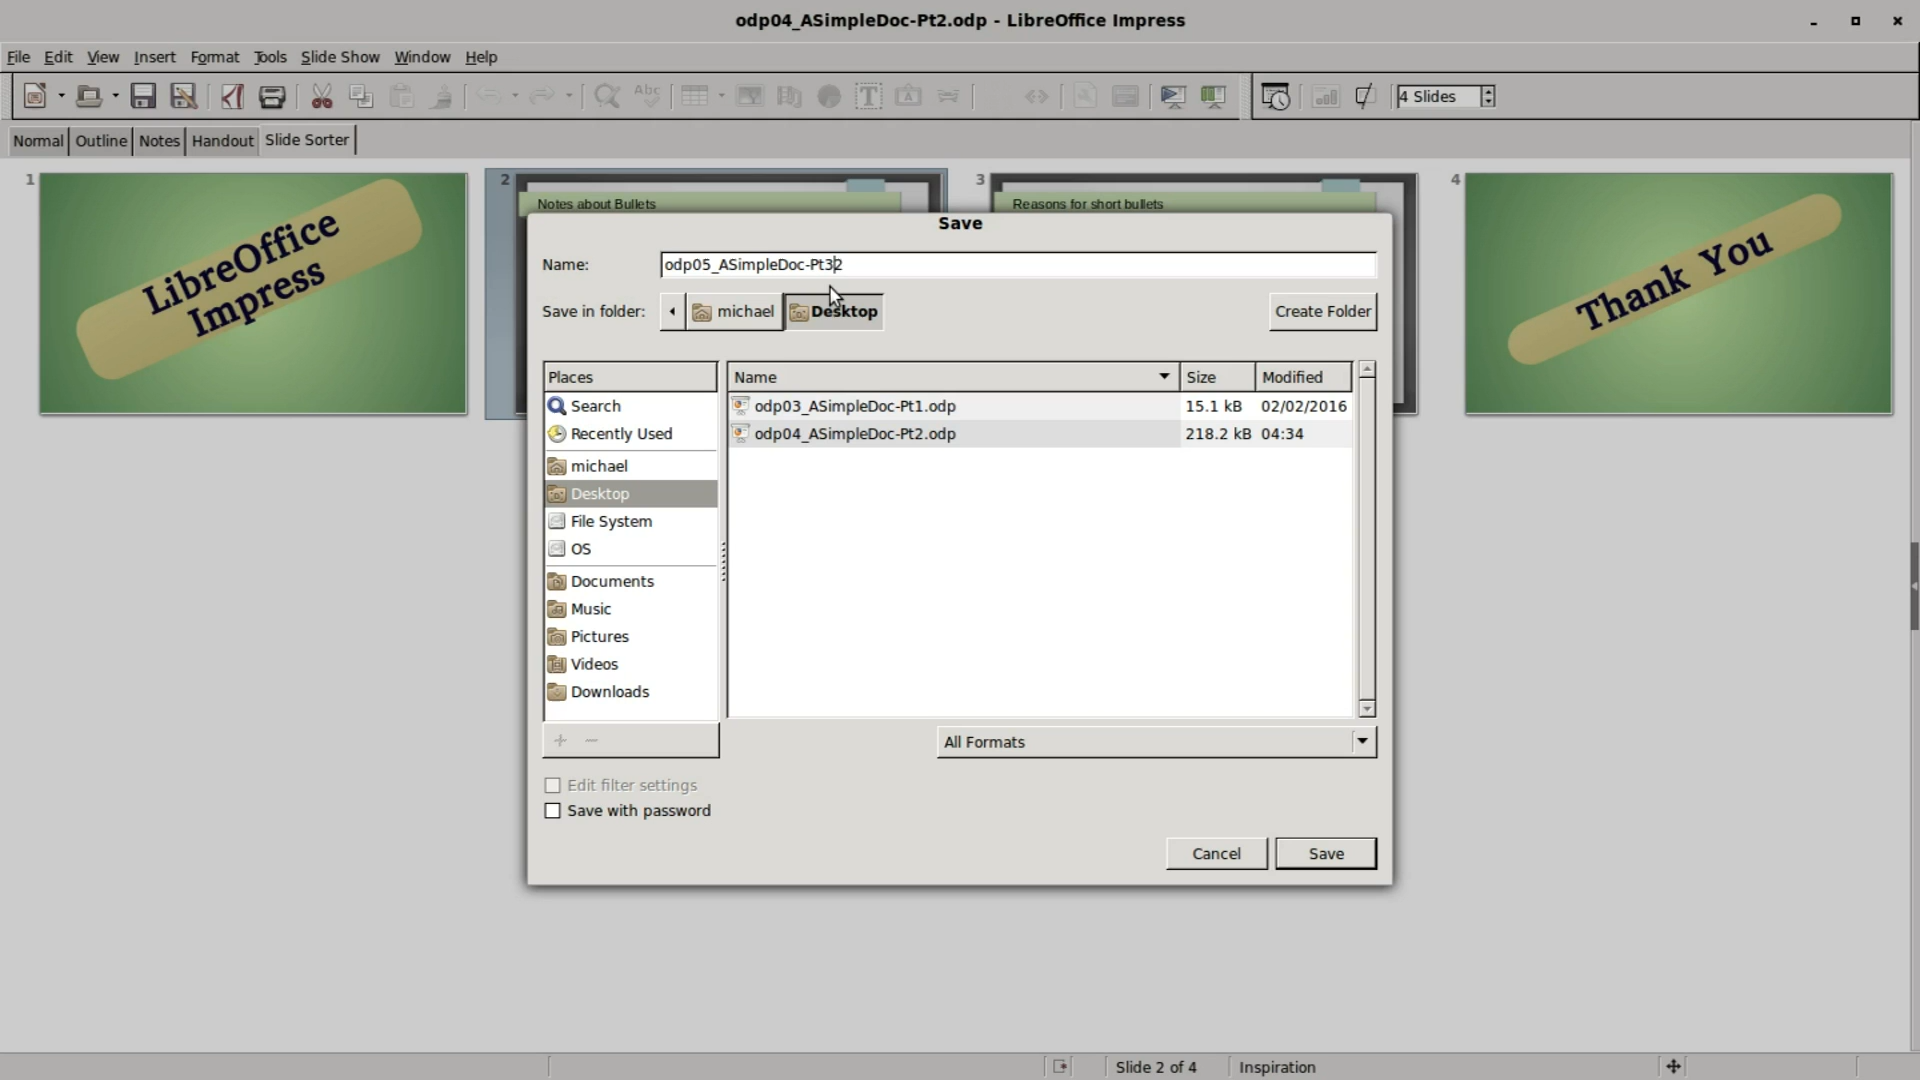 odp04_ASimpleDoc-Pt2.odp - LibreOffice Impress
File Edit View Insert Format Tools Slide Show Window Help
Abc
T
A
4 Slides
Normal Outline Notes Handout Slide Sorter
1
LibreOffice
Impress
2
Notes about Bullets
3
Reasons for short bullets
4
Thank You
Save
Name: odp05_ASimpleDoc-Pt32
Save in folder: michael Desktop Create Folder
Places Name Size Modified
Search odp03_ASimpleDoc-Pt1.odp 15.1 kB 02/02/2016
Recently Used odp04_ASimpleDoc-Pt2.odp 218.2 kB 04:34
michael
Desktop
File System
OS
Documents
Music
Pictures
Videos
Downloads
All Formats
Edit filter settings
Save with password
Cancel Save
Slide 2 of 4 Inspiration